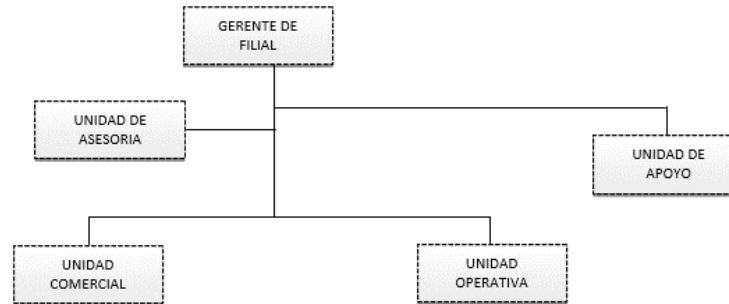 GERENTE DE
FILIAL
UNIDAD DE
ASESORIA
UNIDAD DE
APOYO
UNIDAD
COMERCIAL
UNIDAD
OPERATIVA